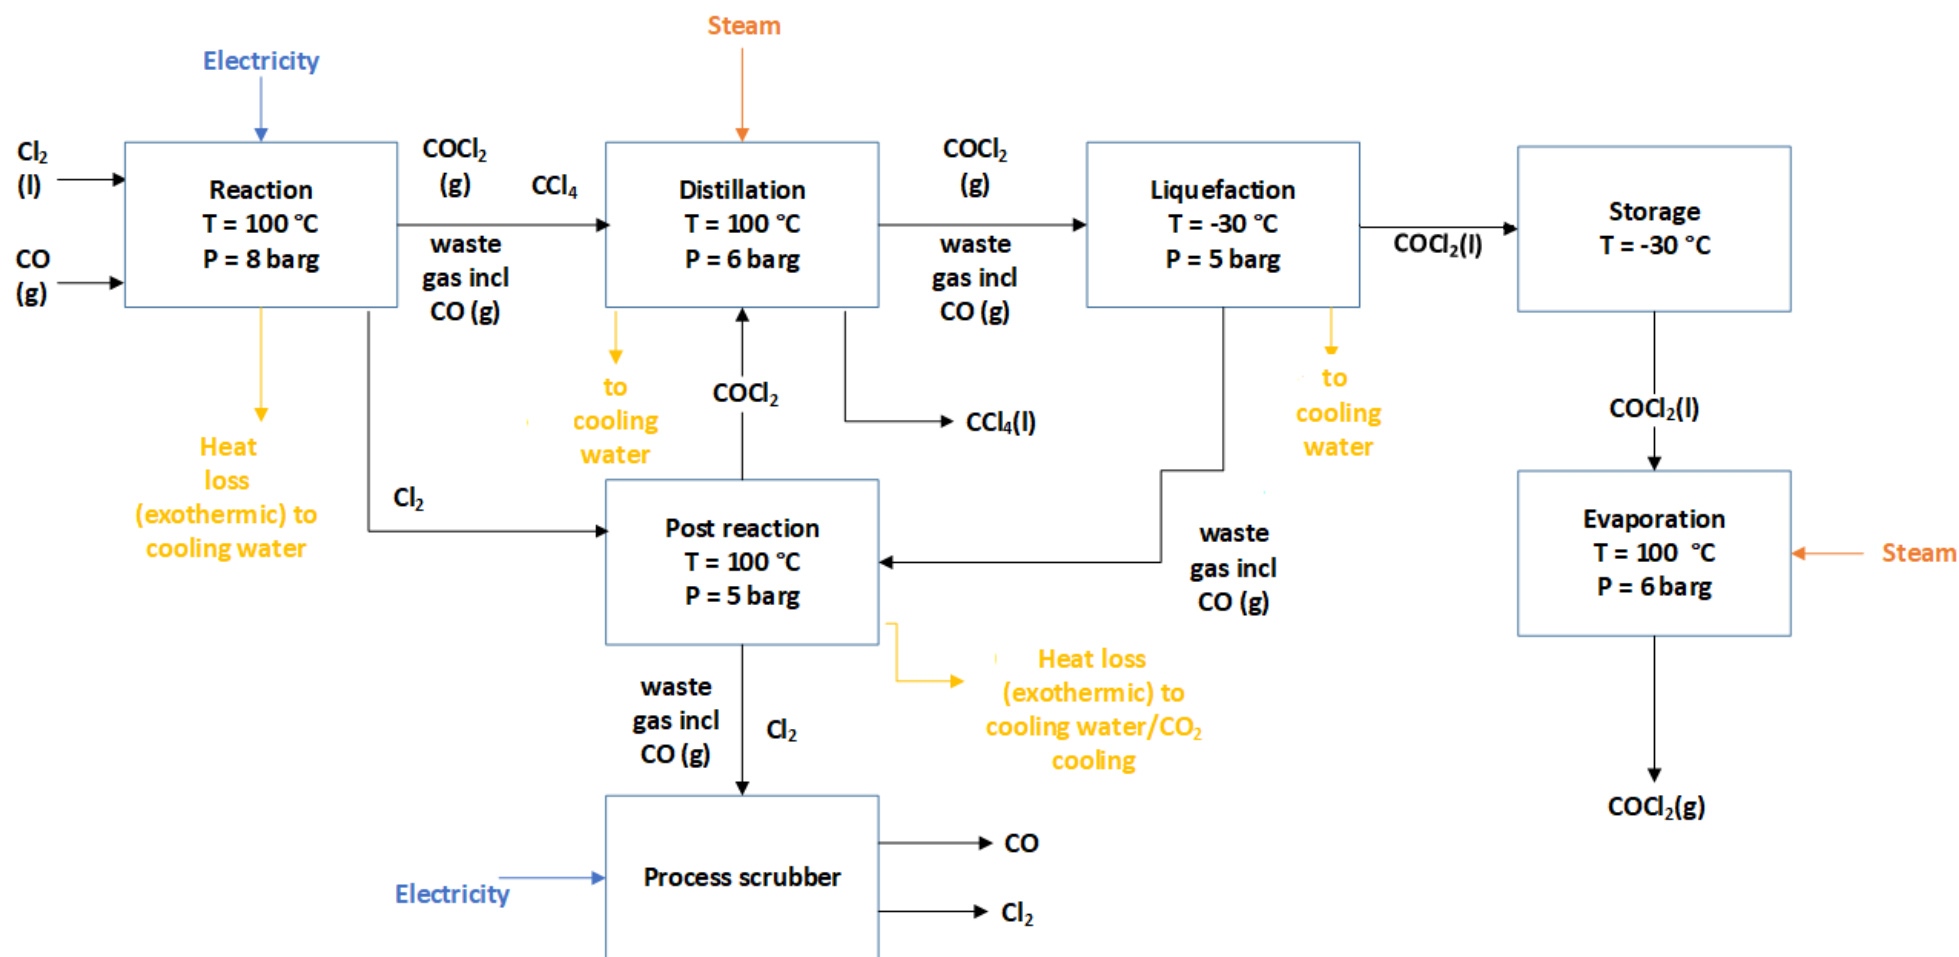 Steam
Electricity
Cl₂
(l)
CO
(g)
Reaction
T = 100 °C
P = 8 barg
COCl₂
(g)
CCl₄
waste
gas incl
CO (g)
Distillation
T = 100 °C
P = 6 barg
COCl₂
(g)
waste
gas incl
CO (g)
Liquefaction
T = -30 °C
P = 5 barg
COCl₂(l)
Storage
T = -30 °C
Heat
loss
(exothermic) to
cooling water
Cl₂
to
cooling
water
COCl₂
CCl₄(l)
to
cooling
water
COCl₂(l)
Post reaction
T = 100 °C
P = 5 barg
waste
gas incl
CO (g)
Evaporation
T = 100 °C
P = 6 barg
Steam
Heat loss
(exothermic) to
cooling water/CO₂
cooling
waste
gas incl
CO (g)
Cl₂
COCl₂(g)
Electricity
Process scrubber
CO
Cl₂